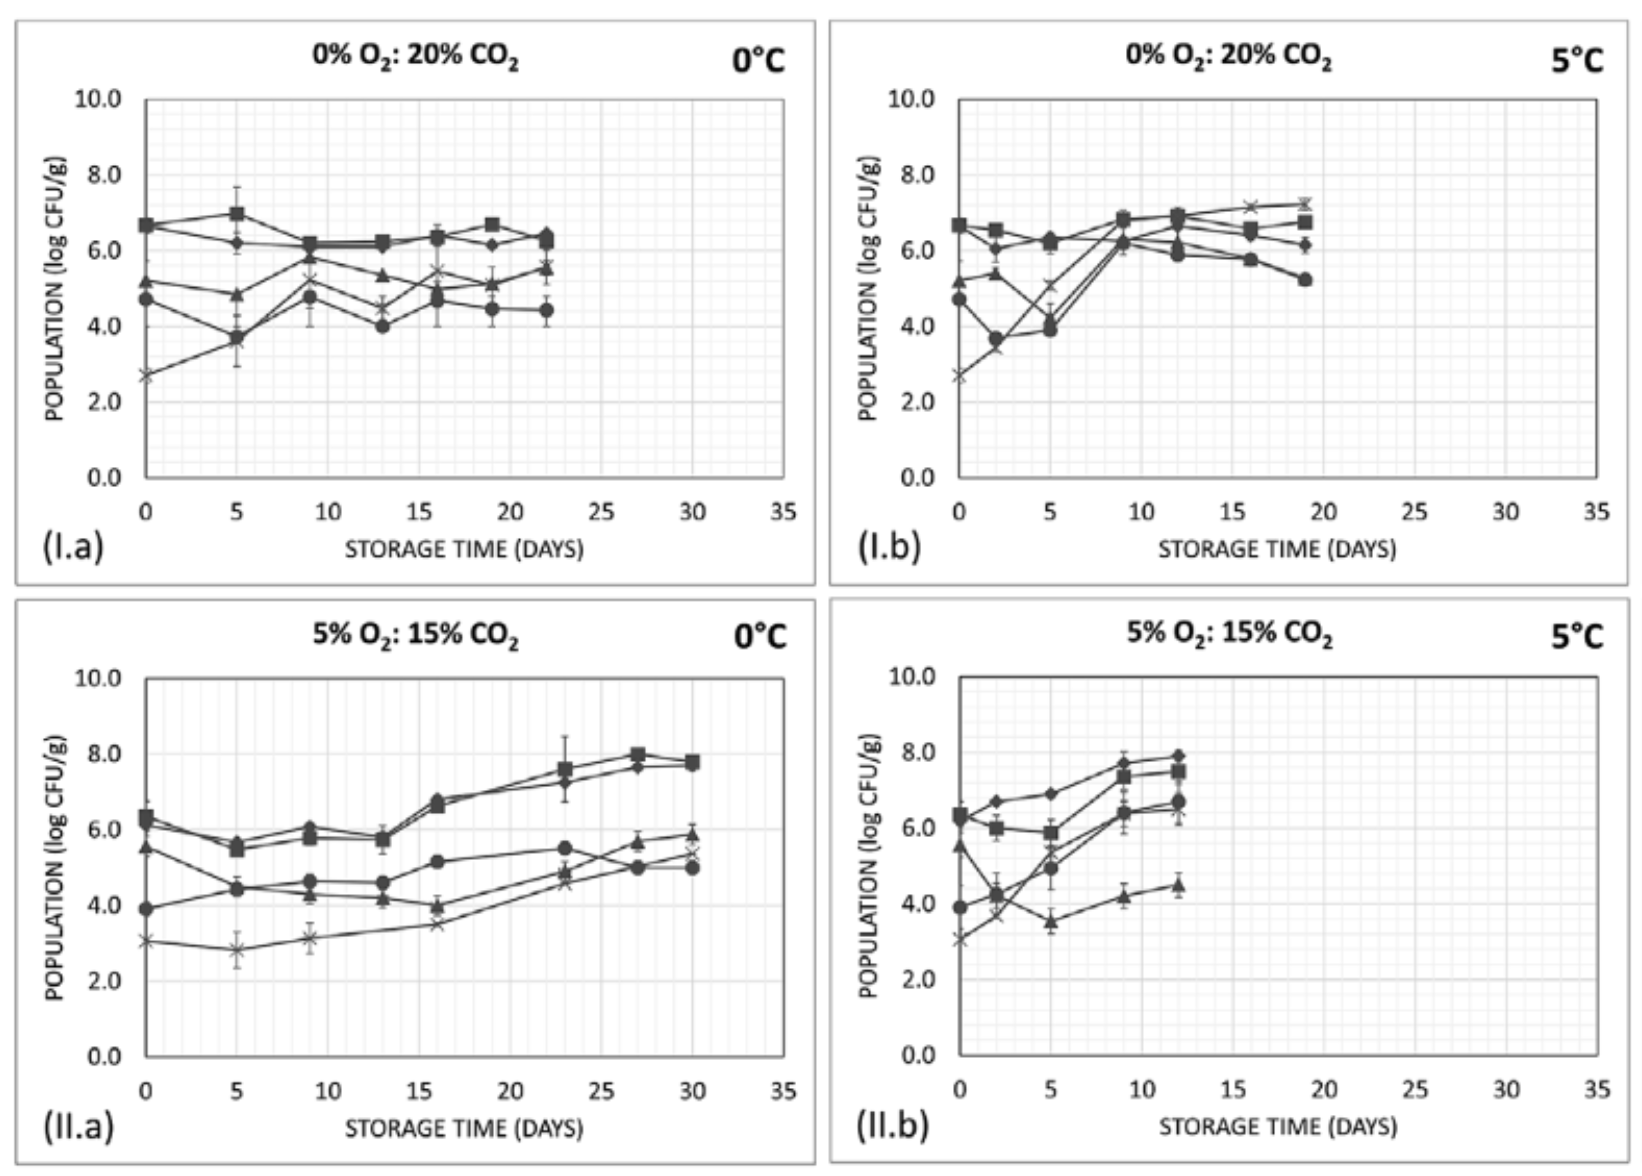 0% O₂: 20% CO₂ 0°C
10.0
8.0
6.0
4.0
2.0
0.0
POPULATION (log CFU/g)
0 5 10 15 20 25 30 35
STORAGE TIME (DAYS)
(I.a)
0% O₂: 20% CO₂ 5°C
10.0
8.0
6.0
4.0
2.0
0.0
POPULATION (log CFU/g)
0 5 10 15 20 25 30 35
STORAGE TIME (DAYS)
(I.b)
5% O₂: 15% CO₂ 0°C
10.0
8.0
6.0
4.0
2.0
0.0
POPULATION (log CFU/g)
0 5 10 15 20 25 30 35
STORAGE TIME (DAYS)
(II.a)
5% O₂: 15% CO₂ 5°C
10.0
8.0
6.0
4.0
2.0
0.0
POPULATION (log CFU/g)
0 5 10 15 20 25 30 35
STORAGE TIME (DAYS)
(II.b)